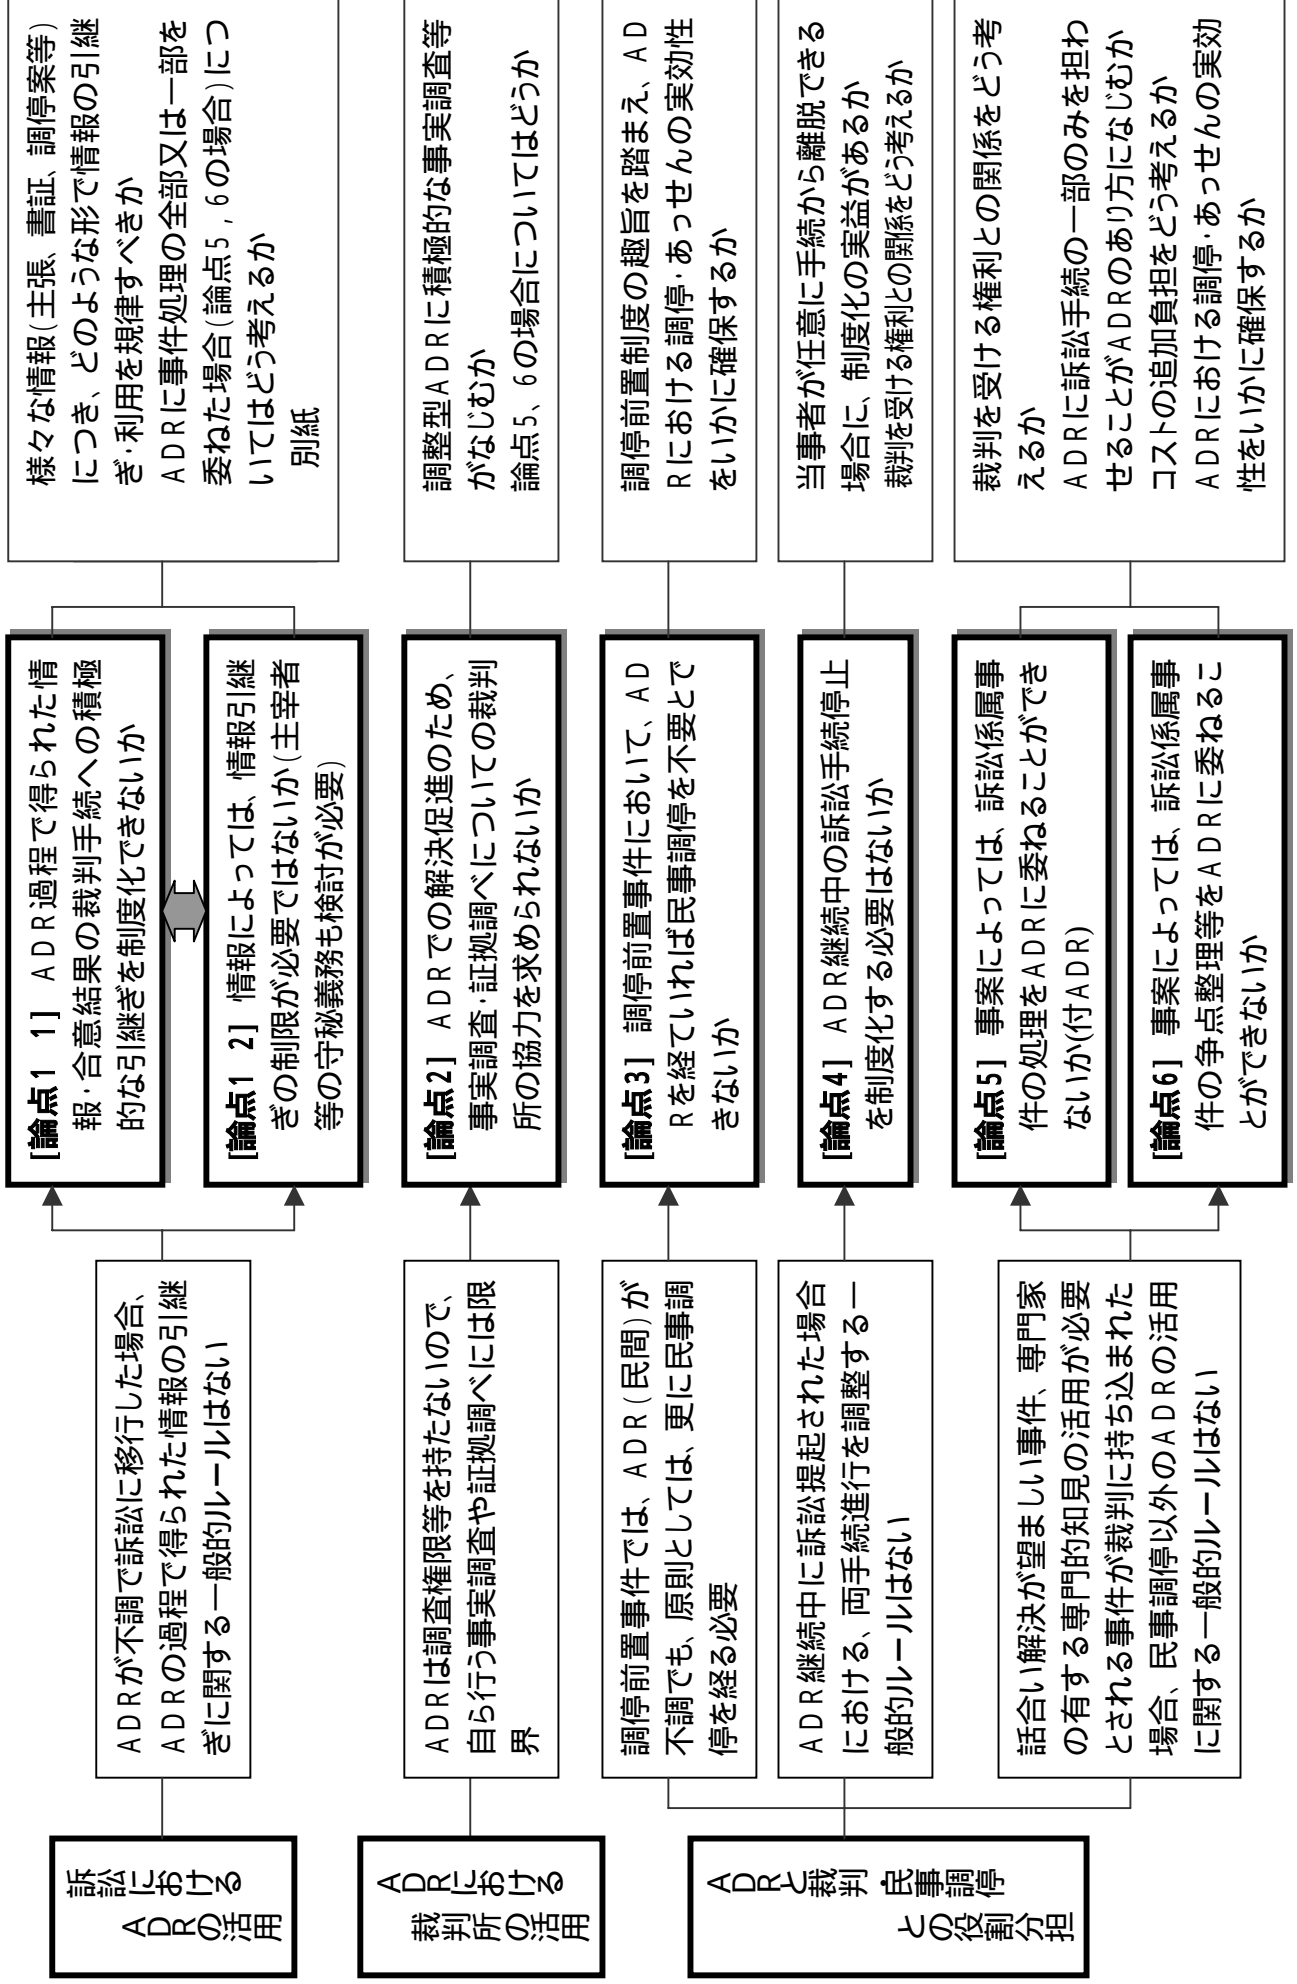 訴訟における
ADRの活用
ADRが不調で訴訟に移行した場合、
ADRの過程で得られた情報の引継
ぎに関する一般的ルールはない
[論点1 1] ADR過程で得られた情
報・合意結果の裁判手続への積極
的な引継ぎを制度化できないか
[論点1 2] 情報によっては、情報引継
ぎの制限が必要ではないか(主宰者
等の守秘義務も検討が必要)
様々な情報(主張、書証、調停案等)
につき、どのような形で情報の引継
ぎ・利用を規律すべきか
ADRに事件処理の全部又は一部を
委ねた場合(論点5,6の場合)につ
いてはどう考えるか
別紙
ADRにおける
裁判所の活用
ADRは調査権限等を持たないので、
自ら行う事実調査や証拠調べには限
界
[論点2] ADRでの解決促進のため、
事実調査・証拠調べについての裁判
所の協力を求められないか
調整型ADRに積極的な事実調査等
がなじむか
論点5、6の場合についてはどうか
ADRと裁判・民事調停
との役割分担
調停前置事件では、ADR(民間)が
不調でも、原則としては、更に民事調
停を経る必要
[論点3] 調停前置事件において、AD
Rを経ていれば民事調停を不要とで
きないか
調停前置制度の趣旨を踏まえ、AD
Rにおける調停・あっせんの実効性
をいかに確保するか
ADR継続中に訴訟提起された場合
における、両手続進行を調整する一
般的ルールはない
[論点4] ADR継続中の訴訟手続停止
を制度化する必要はないか
当事者が任意に手続から離脱できる
場合に、制度化の実益があるか
裁判を受ける権利との関係をどう考えるか
話合い解決が望ましい事件、専門家
の有する専門的知見の活用が必要
とされる事件が裁判に持ち込まれた
場合、民事調停以外のADRの活用
に関する一般的ルールはない
[論点5] 事案によっては、訴訟係属事
件の処理をADRに委ねることができ
ないか(付ADR)
[論点6] 事案によっては、訴訟係属事
件の争点整理等をADRに委ねるこ
とができないか
裁判を受ける権利との関係をどう考
えるか
ADRに訴訟手続の一部のみを担わ
せることがADRのあり方になじむか
コストの追加負担をどう考えるか
ADRにおける調停・あっせんの実効
性をいかに確保するか